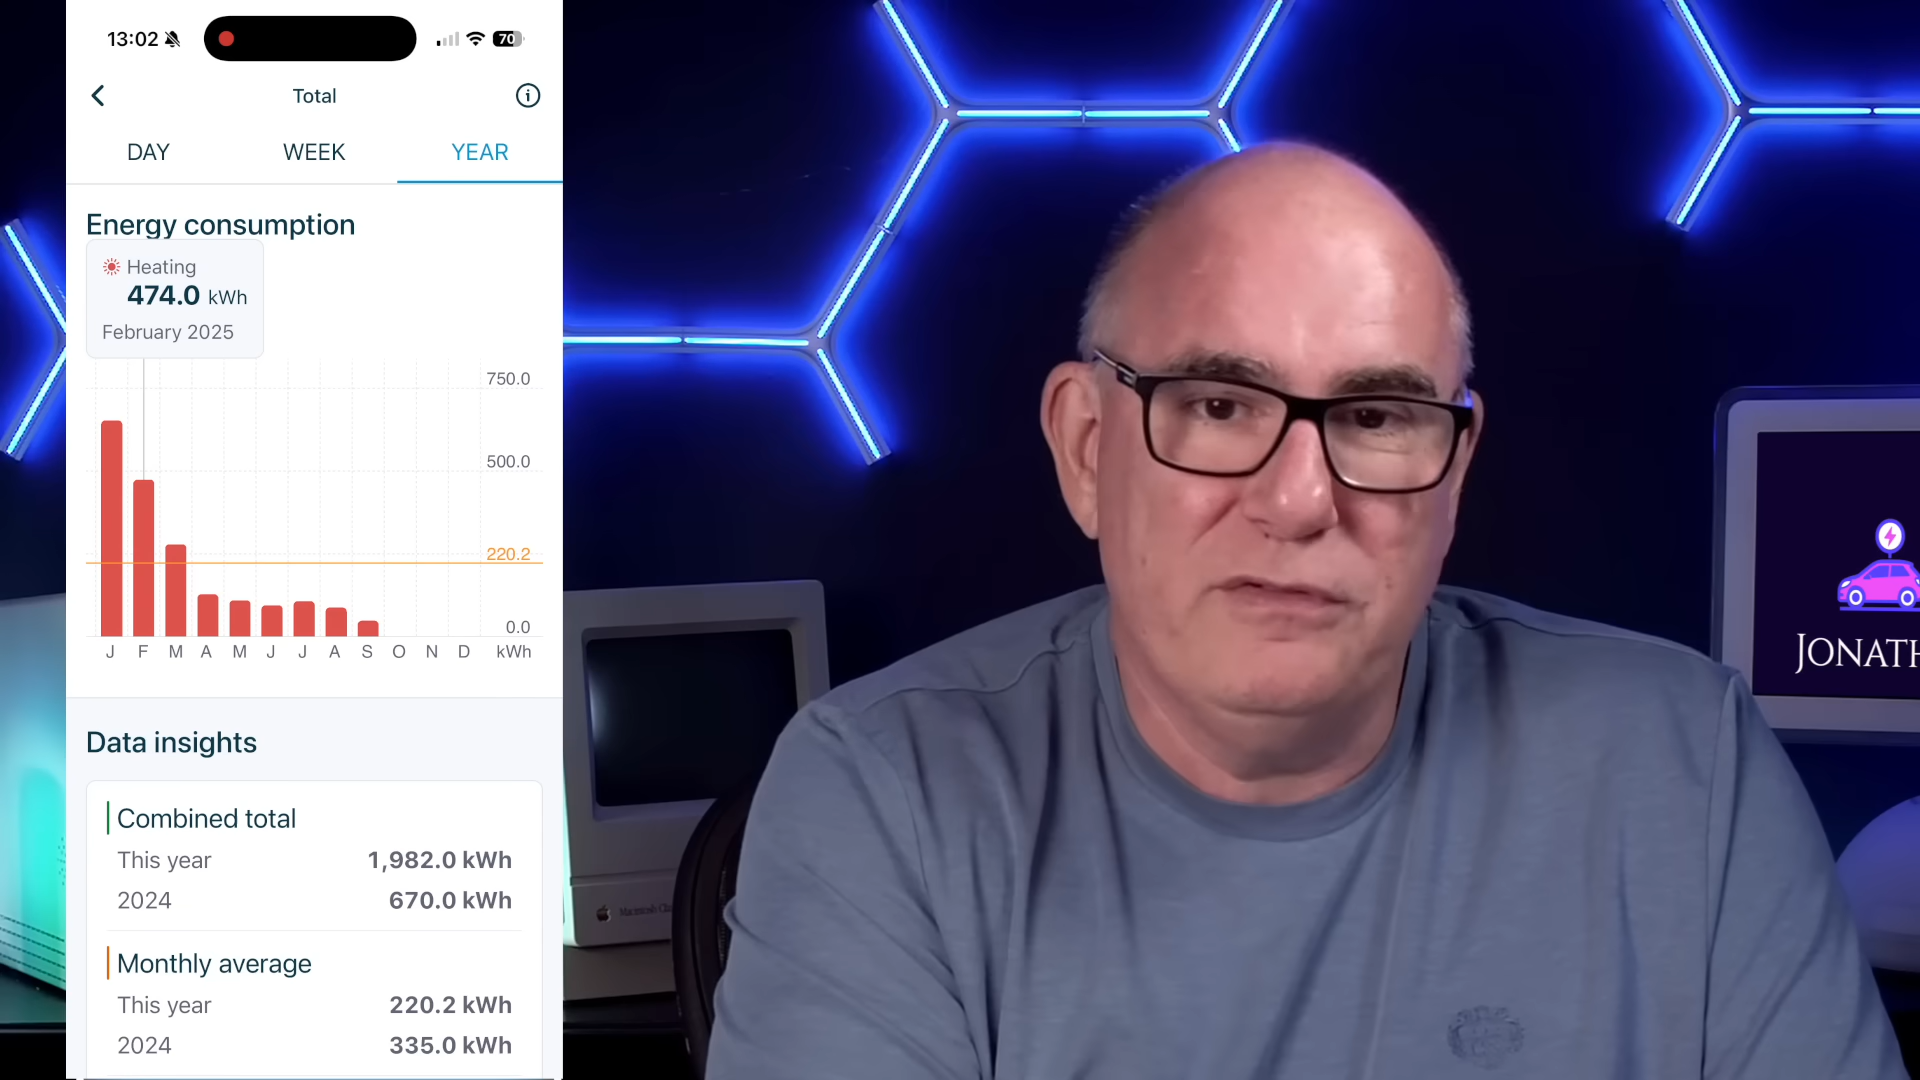 13:02
70
Total
DAY WEEK YEAR
Energy consumption
Heating
474.0 kWh
February 2025
750.0
500.0
220.2
0.0
J F M A M J J A S O N D kWh
Data insights
Combined total
This year 1,982.0 kWh
2024 670.0 kWh
Monthly average
This year 220.2 kWh
2024 335.0 kWh
JONATH
Macintosh